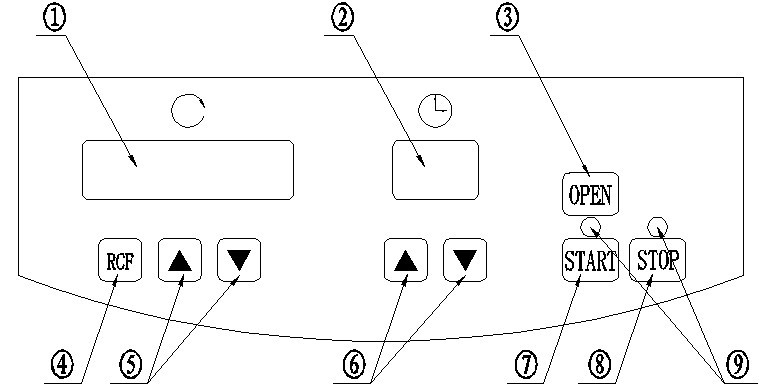 ① ② ③
OPEN
RCF ▲ ▼ ▲ ▼ START STOP
④ ⑤ ⑥ ⑦ ⑧ ⑨